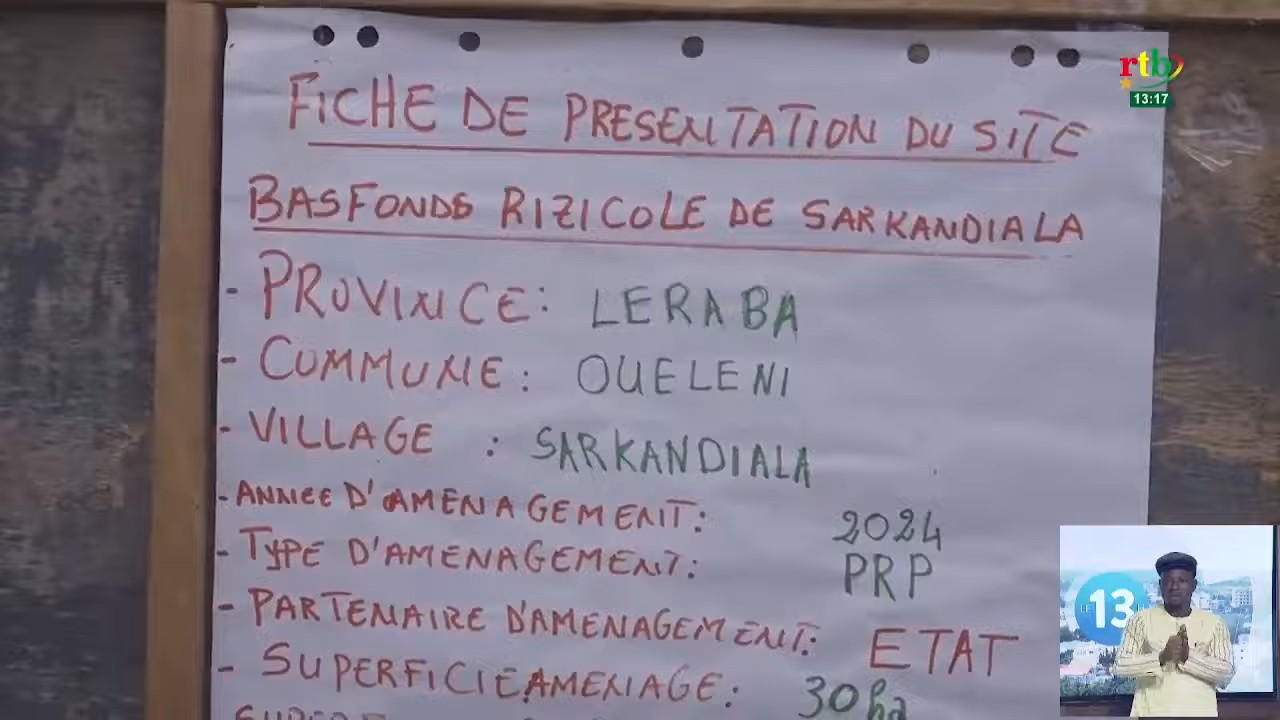 rtb
13:17
FICHE DE PRESENTATION DU SITE
BASFONDS RIZICOLE DE SARKANDIALA
- PROVINCE: LERABA
- COMMUNE: OUELENI
- VILLAGE : SARKANDIALA
- ANNEE D'AMENAGEMENT: 2024
- TYPE D'AMENAGEMENT: PRP
- PARTENAIRE D'AMENAGEMENT: ETAT
- SUPERFICIE AMENAGE: 30ha
LE 13